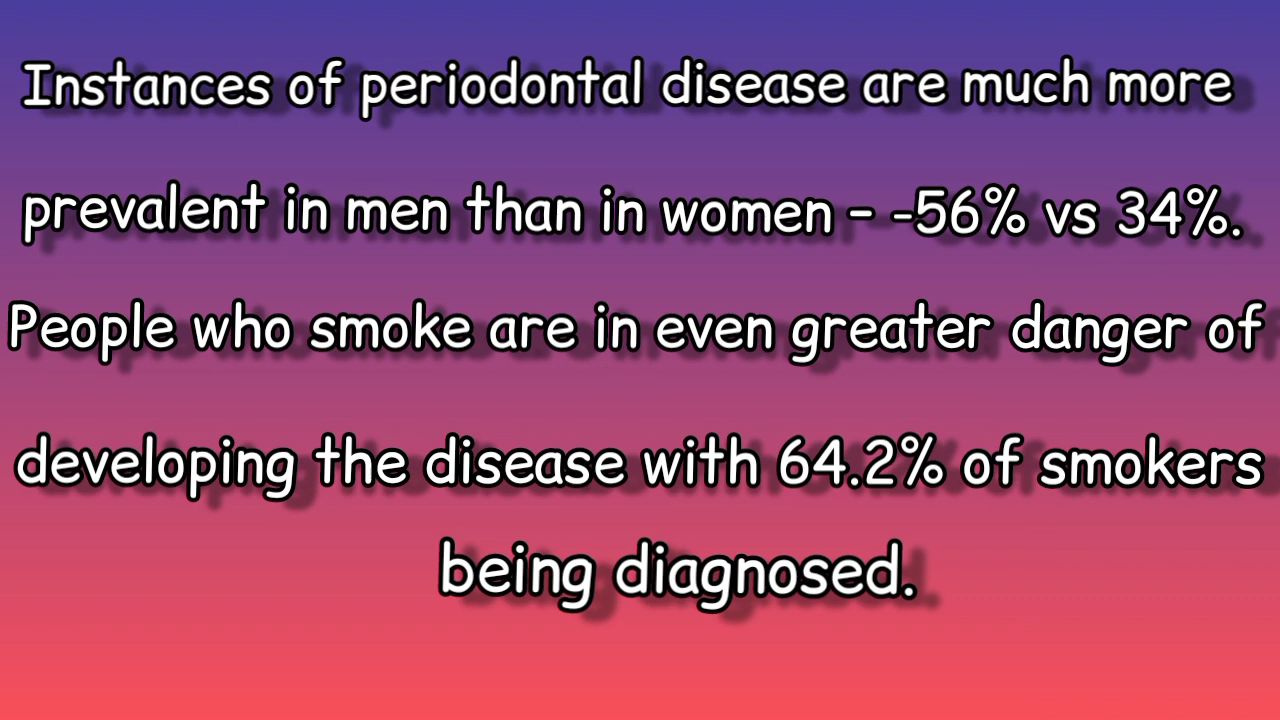 Instances of periodontal disease are much more
prevalent in men than in women – -56% vs 34%.
People who smoke are in even greater danger of
developing the disease with 64.2% of smokers
being diagnosed.